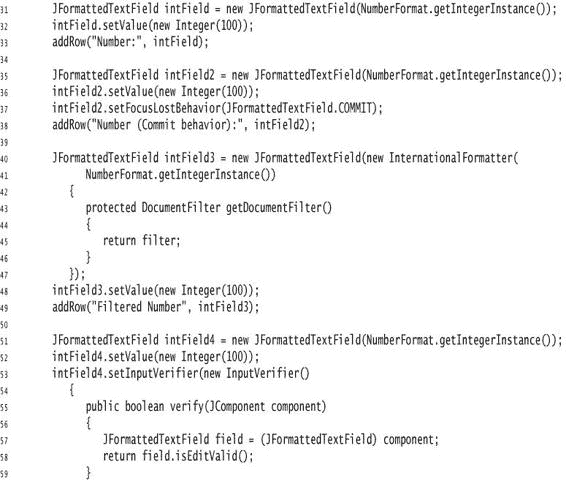 31 JFormattedTextField intField = new JFormattedTextField(NumberFormat.getIntegerInstance());
32 intField.setValue(new Integer(100));
33 addRow("Number:", intField);
34
35 JFormattedTextField intField2 = new JFormattedTextField(NumberFormat.getIntegerInstance());
36 intField2.setValue(new Integer(100));
37 intField2.setFocusLostBehavior(JFormattedTextField.COMMIT);
38 addRow("Number (Commit behavior):", intField2);
39
40 JFormattedTextField intField3 = new JFormattedTextField(new InternationalFormatter(
41 NumberFormat.getIntegerInstance())
42 {
43 protected DocumentFilter getDocumentFilter()
44 {
45 return filter;
46 }
47 });
48 intField3.setValue(new Integer(100));
49 addRow("Filtered Number", intField3);
50
51 JFormattedTextField intField4 = new JFormattedTextField(NumberFormat.getIntegerInstance());
52 intField4.setValue(new Integer(100));
53 intField4.setInputVerifier(new InputVerifier()
54 {
55 public boolean verify(JComponent component)
56 {
57 JFormattedTextField field = (JFormattedTextField) component;
58 return field.isEditValid();
59 }